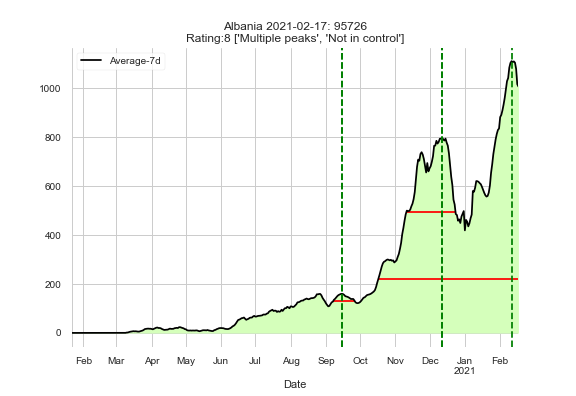 Albania 2021-02-17: 95726
Rating:8 ['Multiple peaks', 'Not in control']
Average-7d
1000
800
600
400
200
0
Feb Mar Apr May Jun Jul Aug Sep Oct Nov Dec Jan Feb
2021
Date